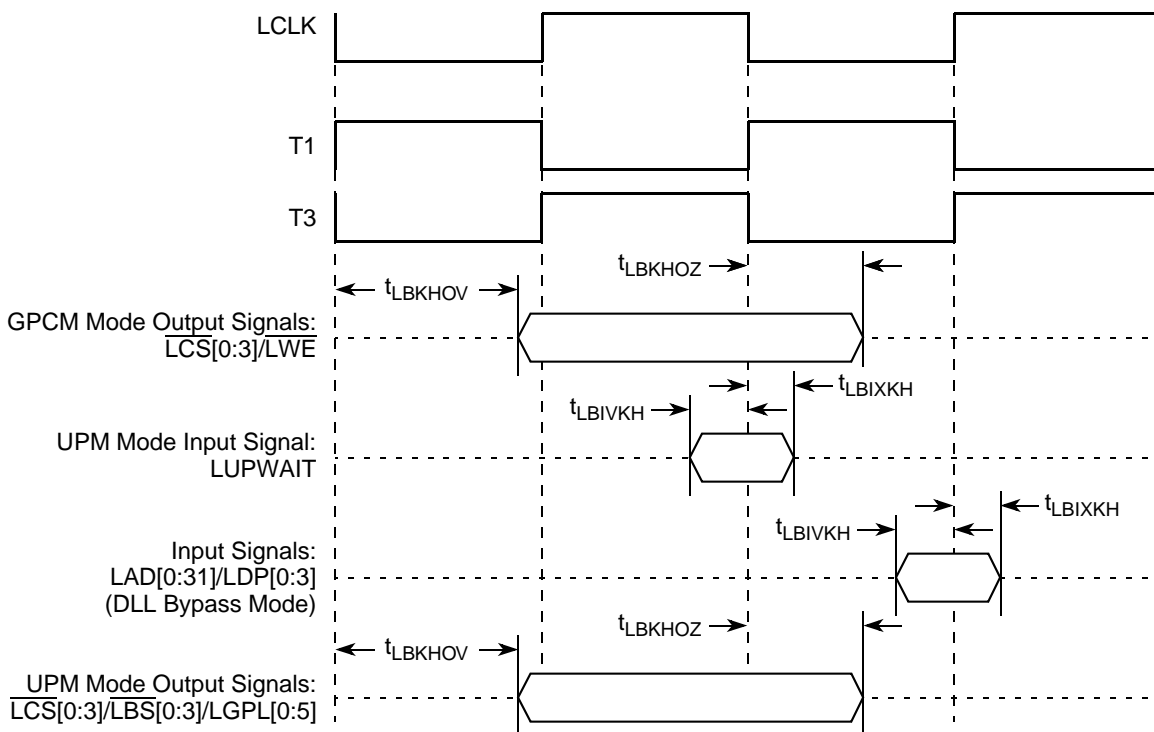 LCLK
T1
T3
tLBKHOZ
tLBKHOV
GPCM Mode Output Signals:
LCS[0:3]/LWE
tLBIXKH
tLBIVKH
UPM Mode Input Signal:
LUPWAIT
tLBIXKH
tLBIVKH
Input Signals:
LAD[0:31]/LDP[0:3]
(DLL Bypass Mode)
tLBKHOZ
tLBKHOV
UPM Mode Output Signals:
LCS[0:3]/LBS[0:3]/LGPL[0:5]